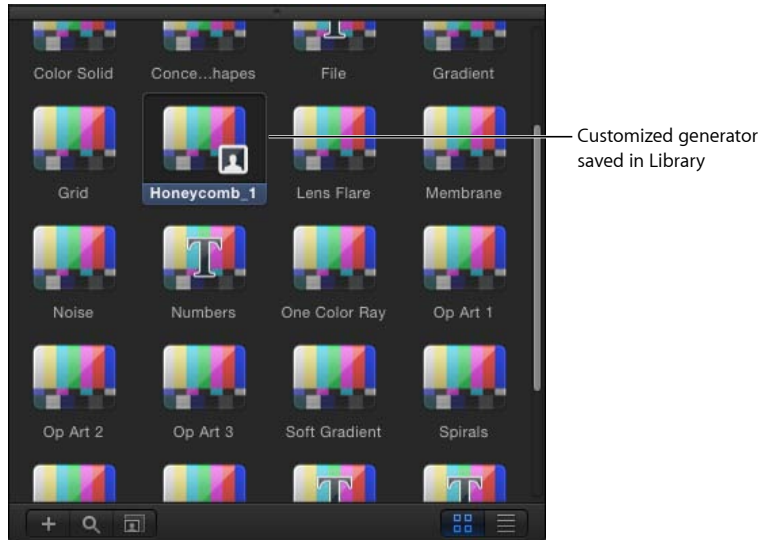 Color Solid Conce...hapes File Gradient
Grid Honeycomb_1 Lens Flare Membrane
Customized generator
saved in Library
Noise Numbers One Color Ray Op Art 1
Op Art 2 Op Art 3 Soft Gradient Spirals